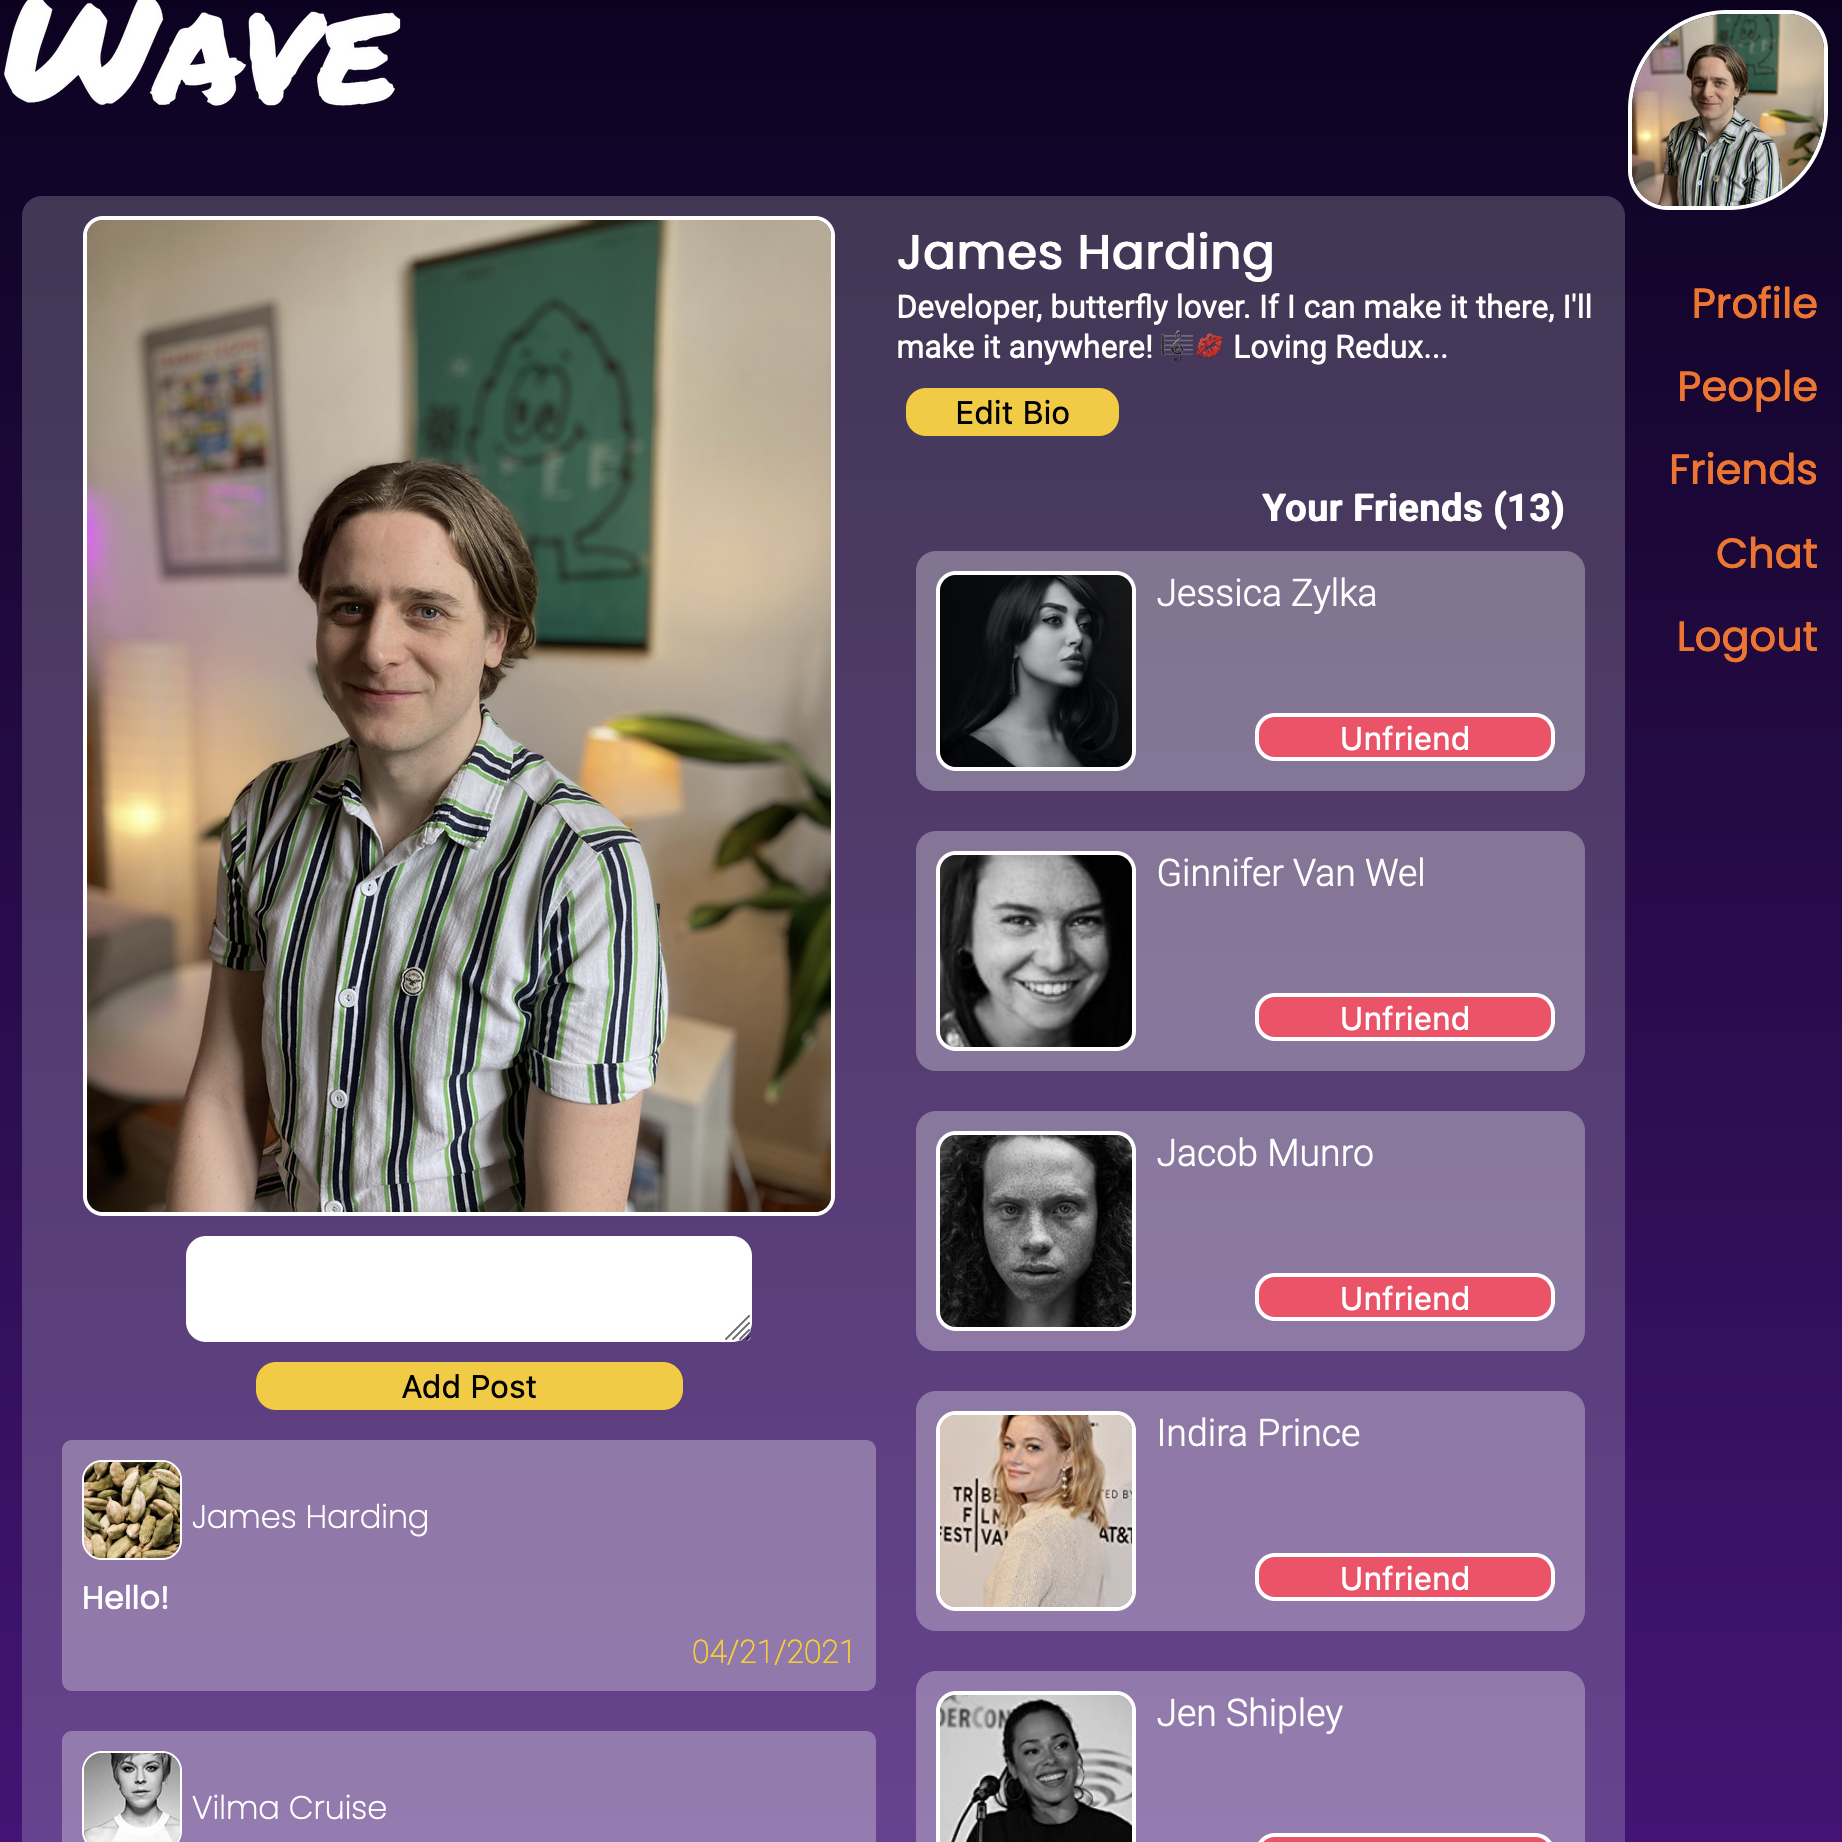 WAVE
James Harding
Developer, butterfly lover. If I can make it there, I'll
make it anywhere! 🎼💋 Loving Redux...
Edit Bio
Your Friends (13)
Jessica Zylka
Unfriend
Ginnifer Van Wel
Unfriend
Jacob Munro
Unfriend
Indira Prince
Unfriend
Jen Shipley
Profile
People
Friends
Chat
Logout
Add Post
James Harding
Hello!
04/21/2021
Vilma Cruise